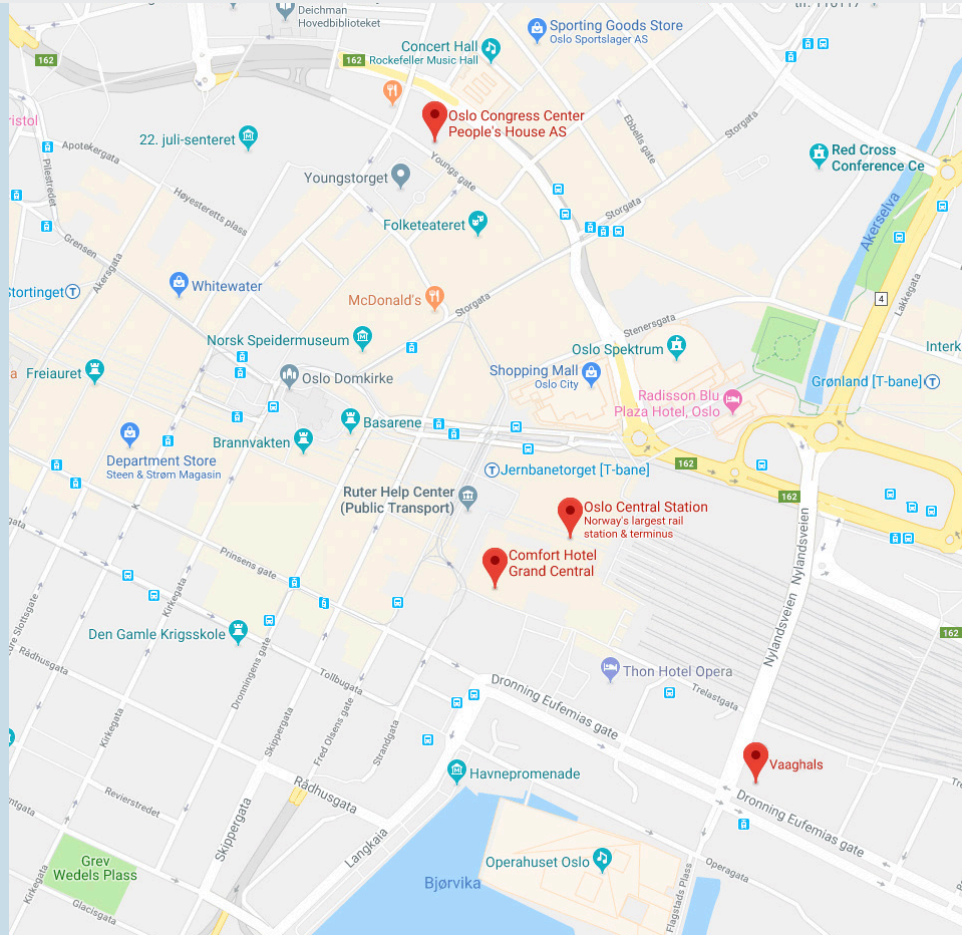 Deichman
Hovedbiblioteket
Sporting Goods Store
Oslo Sportslager AS
Concert Hall
Rockefeller Music Hall
162
162
Oslo Congress Center
People's House AS
22. juli-senteret
Apotekergata
Pilestredet
Ebbells gate
Storgata
Red Cross
Conference Ce
Youngs gate
Youngstorget
Høyesteretts plass
Storgata
Folketeateret
Akerselva
Grensen
Akersgata
Whitewater
Stortinget
T
McDonald's
Storgata
4
Lakkegata
Stenersgata
Norsk Speidermuseum
Oslo Spektrum
Interk
a
Freiauret
Oslo Domkirke
Shopping Mall
Oslo City
Grønland [T-bane]
T
Radisson Blu
Plaza Hotel, Oslo
Basarene
Brannvakten
Department Store
Steen & Strøm Magasin
T
Jernbanetorget [T-bane]
162
162
Ruter Help Center
(Public Transport)
Oslo Central Station
Norway's largest rail
station & terminus
Comfort Hotel
Grand Central
Nylandsveien
Nylandsveien
Prinsens gate
Kirkegata
Den Gamle Krigsskole
162
Rådhusgata
Dronningens gate
Tollbugata
Thon Hotel Opera
Trelastgata
Kirkegata
Skippergata
Fred Olsens gate
Strandgata
Dronning Eufemias gate
Havnepromenade
Vaaghals
Rådhusgata
Revierstredet
Skippergata
Langkaia
Dronning Eufemias gate
Grev
Wedels Plass
Kirkegata
Glacisgata
Bjørvika
Operahuset Oslo
Flagstads Plass
Operagata